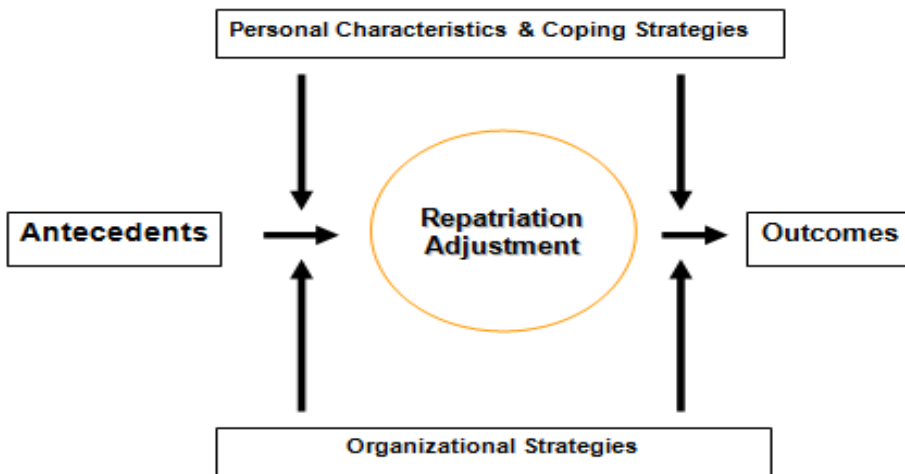 Personal Characteristics & Coping Strategies
Antecedents
Repatriation
Adjustment
Outcomes
Organizational Strategies